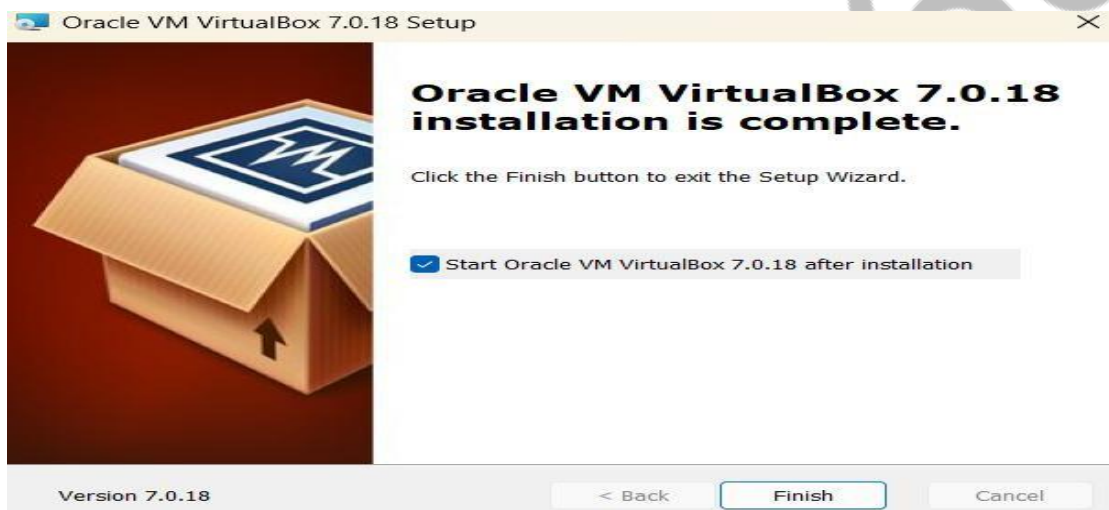 Oracle VM VirtualBox 7.0.18 Setup
Oracle VM VirtualBox 7.0.18
installation is complete.
Click the Finish button to exit the Setup Wizard.
Start Oracle VM VirtualBox 7.0.18 after installation
Version 7.0.18
< Back
Finish
Cancel